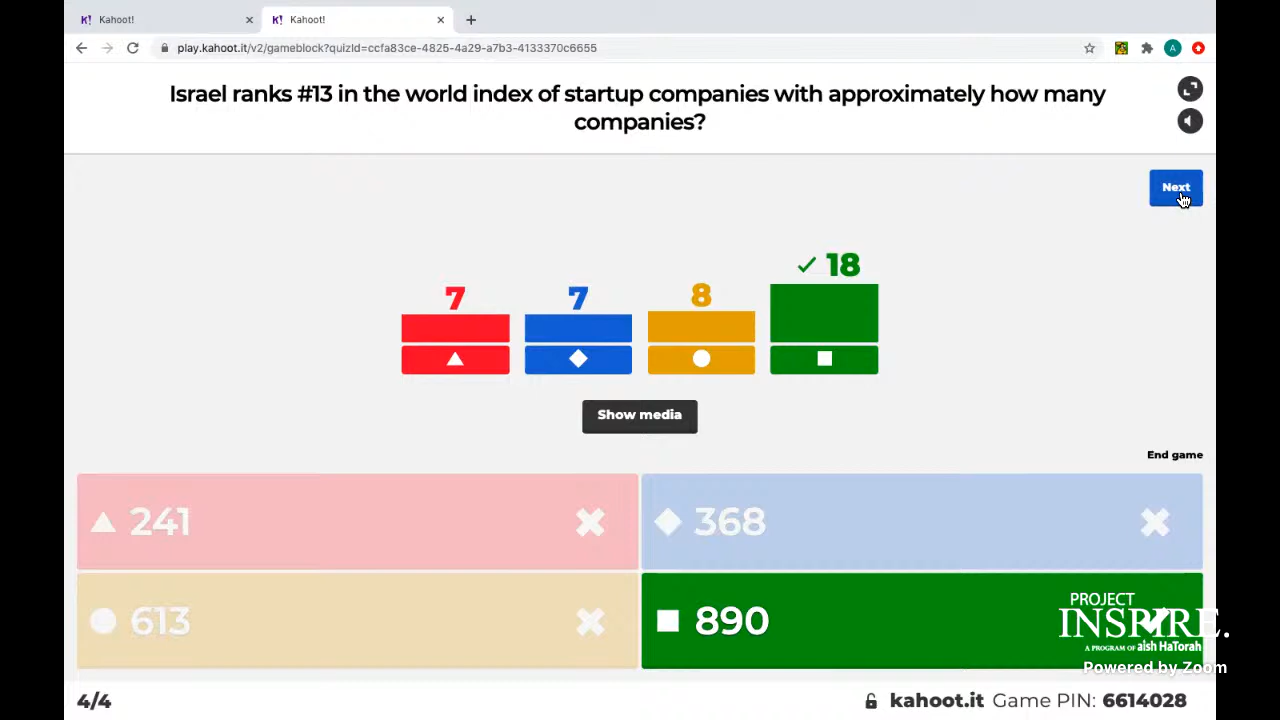 Kahoot!
Kahoot!
play.kahoot.it/v2/gameblock?quizId=ccfa83ce-4825-4a29-a7b3-4133370c6655
A
Israel ranks #13 in the world index of startup companies with approximately how many
companies?
Next
7
7
8
18
Show media
End game
241
368
613
890
PROJECT
INSPIRE.
A PROGRAM OF aish HaTorah
Powered by Zoom
4/4
kahoot.it Game PIN: 6614028